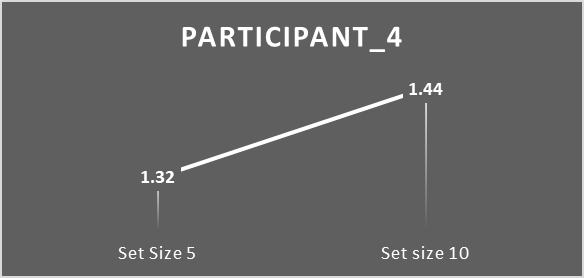 PARTICIPANT_4
1.44
1.32
Set Size 5
Set size 10